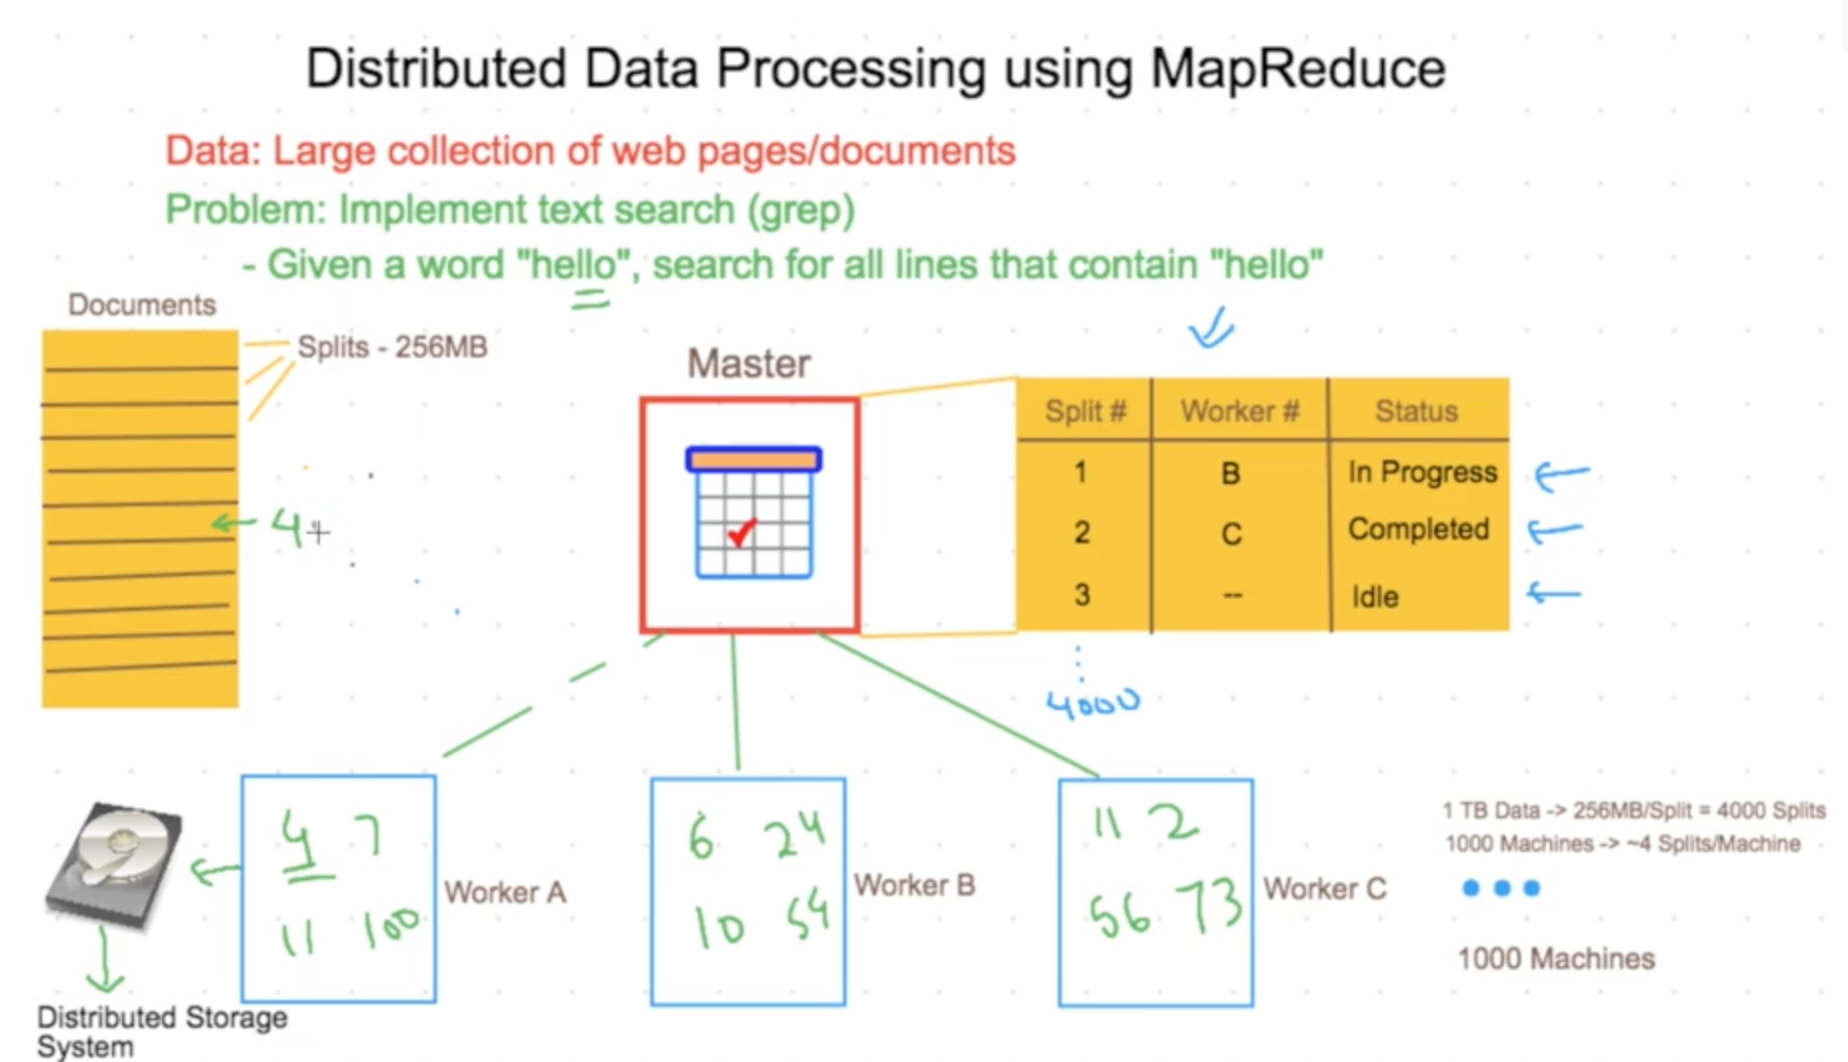 Distributed Data Processing using MapReduce
Data: Large collection of web pages/documents
Problem: Implement text search (grep)
- Given a word "hello", search for all lines that contain "hello"
Documents
Splits - 256MB
4
Master
Split # Worker # Status
1 B In Progress
2 C Completed
3 -- Idle
4000
4 7
11 100
Worker A
6 24
10 54
Worker B
11 2
56 73
Worker C
1 TB Data -> 256MB/Split = 4000 Splits
1000 Machines -> ~4 Splits/Machine
1000 Machines
Distributed Storage
System